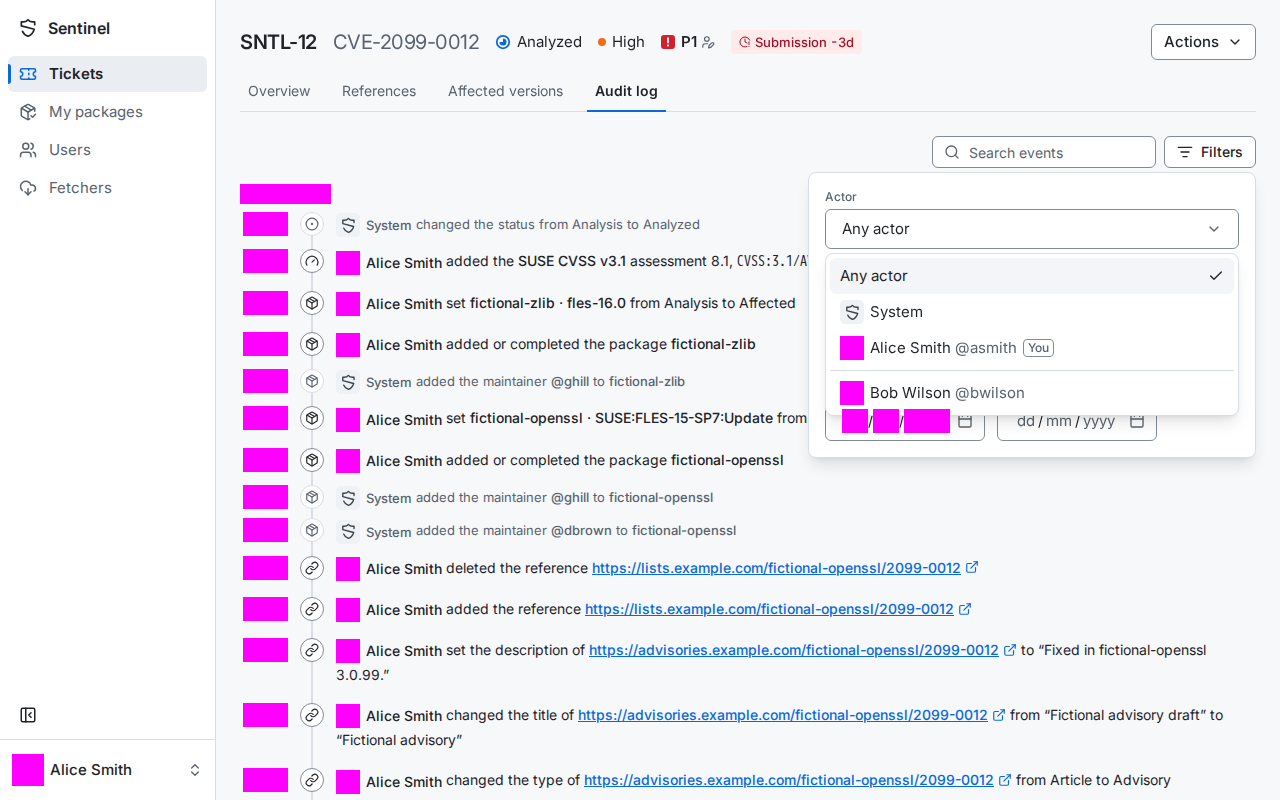 Sentinel
Tickets
My packages
Users
Fetchers
Alice Smith
SNTL-12 CVE-2099-0012 Analyzed High P1 Submission -3d
Actions
Overview References Affected versions Audit log
Search events
Filters
System changed the status from Analysis to Analyzed
Alice Smith added the SUSE CVSS v3.1 assessment 8.1, CVSS:3.1/A
Alice Smith set fictional-zlib · fles-16.0 from Analysis to Affected
Alice Smith added or completed the package fictional-zlib
System added the maintainer @ghill to fictional-zlib
Alice Smith set fictional-openssl · SUSE:FLES-15-SP7:Update from
Alice Smith added or completed the package fictional-openssl
System added the maintainer @ghill to fictional-openssl
System added the maintainer @dbrown to fictional-openssl
Alice Smith deleted the reference https://lists.example.com/fictional-openssl/2099-0012
Alice Smith added the reference https://lists.example.com/fictional-openssl/2099-0012
Alice Smith set the description of https://advisories.example.com/fictional-openssl/2099-0012 to “Fixed in fictional-openssl
3.0.99.”
Alice Smith changed the title of https://advisories.example.com/fictional-openssl/2099-0012 from “Fictional advisory draft” to
“Fictional advisory”
Alice Smith changed the type of https://advisories.example.com/fictional-openssl/2099-0012 from Article to Advisory
Actor
Any actor
Any actor
System
Alice Smith @asmith You
Bob Wilson @bwilson
/ /
dd / mm / yyyy